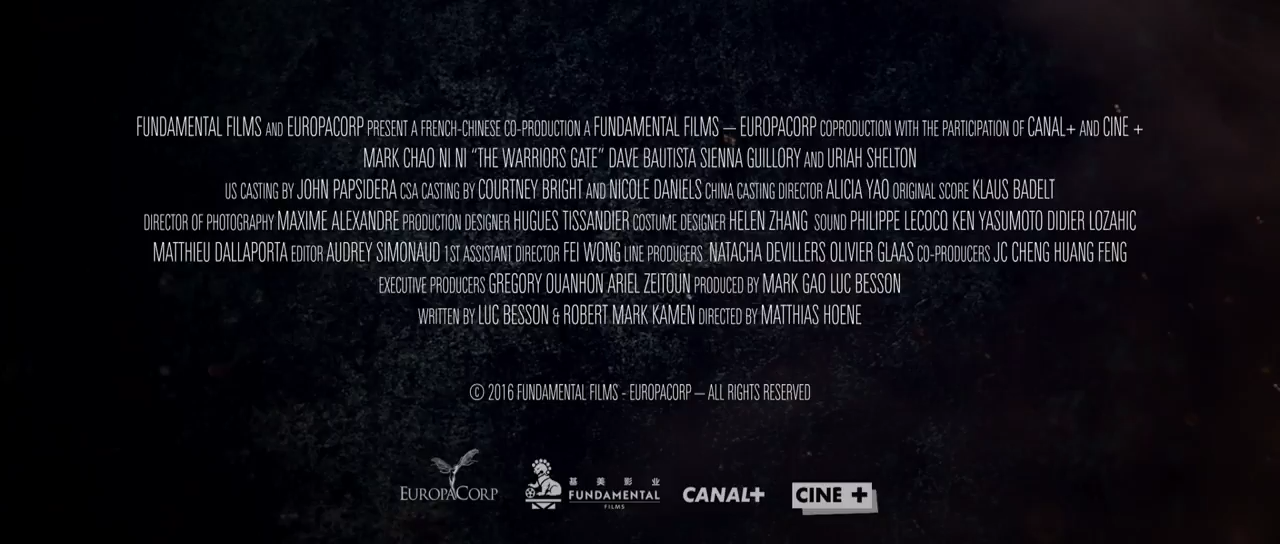 FUNDAMENTAL FILMS AND EUROPACORP PRESENT A FRENCH-CHINESE CO-PRODUCTION A FUNDAMENTAL FILMS — EUROPACORP COPRODUCTION WITH THE PARTICIPATION OF CANAL+ AND CINE +
MARK CHAO NI NI "THE WARRIORS GATE" DAVE BAUTISTA SIENNA GUILLORY AND URIAH SHELTON
US CASTING BY JOHN PAPSIDERA CSA CASTING BY COURTNEY BRIGHT AND NICOLE DANIELS CHINA CASTING DIRECTOR ALICIA YAO ORIGINAL SCORE KLAUS BADELT
DIRECTOR OF PHOTOGRAPHY MAXIME ALEXANDRE PRODUCTION DESIGNER HUGUES TISSANDIER COSTUME DESIGNER HELEN ZHANG SOUND PHILIPPE LECOCQ KEN YASUMOTO DIDIER LOZAHIC
MATTHIEU DALLAPORTA EDITOR AUDREY SIMONAUD 1ST ASSISTANT DIRECTOR FEI WONG LINE PRODUCERS NATACHA DEVILLERS OLIVIER GLAAS CO-PRODUCERS JC CHENG HUANG FENG
EXECUTIVE PRODUCERS GREGORY OUANHON ARIEL ZEITOUN PRODUCED BY MARK GAO LUC BESSON
WRITTEN BY LUC BESSON & ROBERT MARK KAMEN DIRECTED BY MATTHIAS HOENE
© 2016 FUNDAMENTAL FILMS - EUROPACORP — ALL RIGHTS RESERVED
EUROPACORP
基美影业
FUNDAMENTAL
FILMS
CANAL+
CINE +